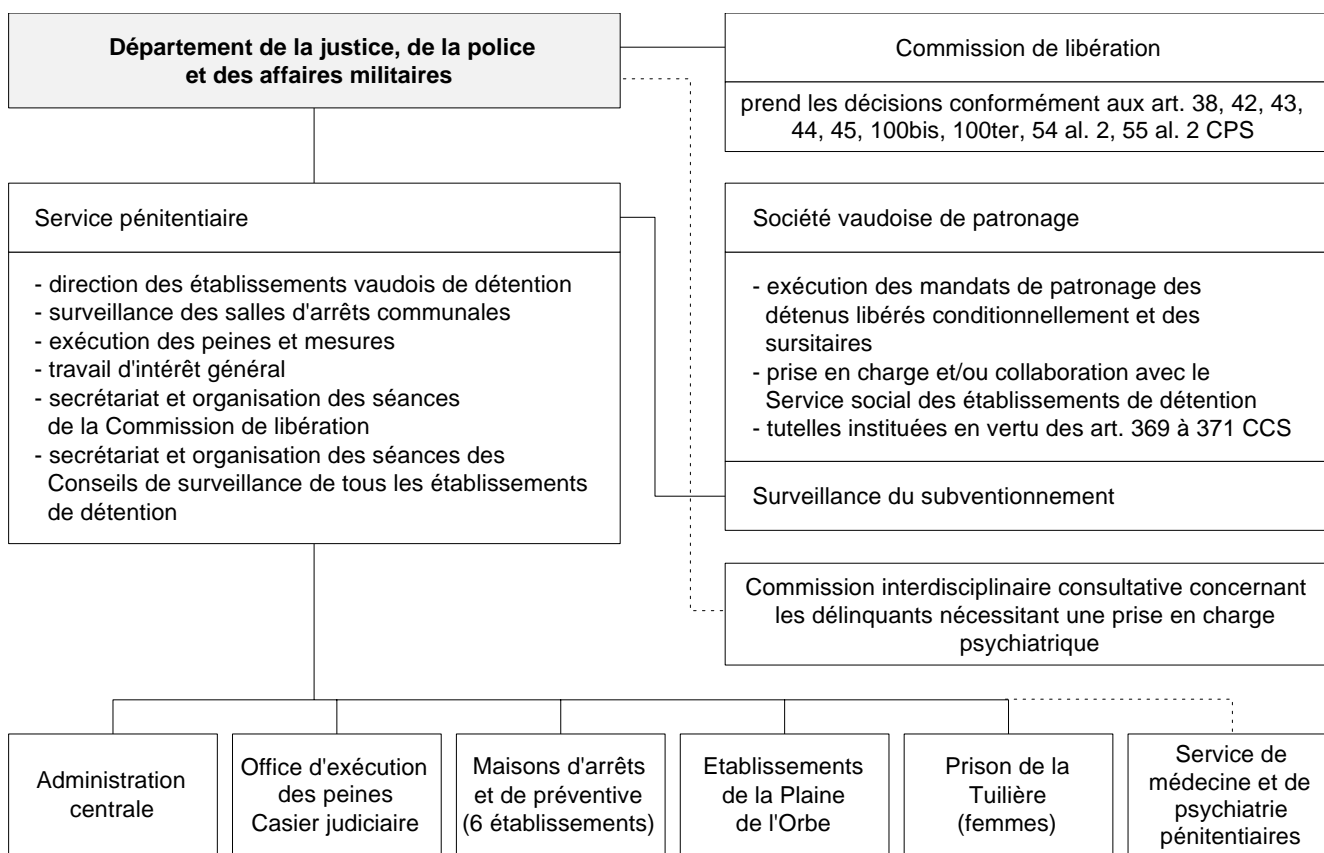 Département de la justice, de la police
et des affaires militaires
Commission de libération
prend les décisions conformément aux art. 38, 42, 43,
44, 45, 100bis, 100ter, 54 al. 2, 55 al. 2 CPS
Service pénitentiaire
- direction des établissements vaudois de détention
- surveillance des salles d'arrêts communales
- exécution des peines et mesures
- travail d'intérêt général
- secrétariat et organisation des séances
de la Commission de libération
- secrétariat et organisation des séances des
Conseils de surveillance de tous les établissements
de détention
Société vaudoise de patronage
- exécution des mandats de patronage des
détenus libérés conditionnellement et des
sursitaires
- prise en charge et/ou collaboration avec le
Service social des établissements de détention
- tutelles instituées en vertu des art. 369 à 371 CCS
Surveillance du subventionnement
Commission interdisciplinaire consultative concernant
les délinquants nécessitant une prise en charge
psychiatrique
Administration
centrale
Office d'exécution
des peines
Casier judiciaire
Maisons d'arrêts
et de préventive
(6 établissements)
Etablissements
de la Plaine
de l'Orbe
Prison de la
Tuilière
(femmes)
Service de
médecine et de
psychiatrie
pénitentiaires